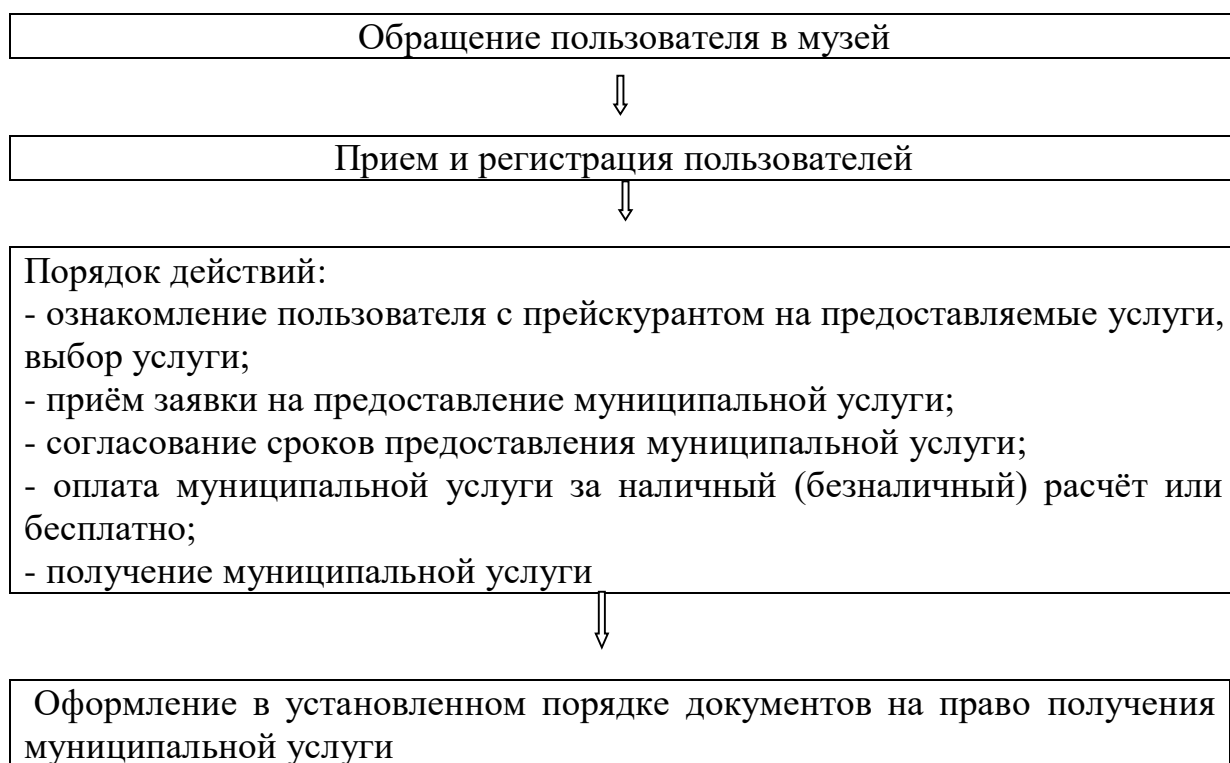 Обращение пользователя в музей
Прием и регистрация пользователей
Порядок действий:
- ознакомление пользователя с прейскурантом на предоставляемые услуги,
выбор услуги;
- приём заявки на предоставление муниципальной услуги;
- согласование сроков предоставления муниципальной услуги;
- оплата муниципальной услуги за наличный (безналичный) расчёт или
бесплатно;
- получение муниципальной услуги
Оформление в установленном порядке документов на право получения
муниципальной услуги